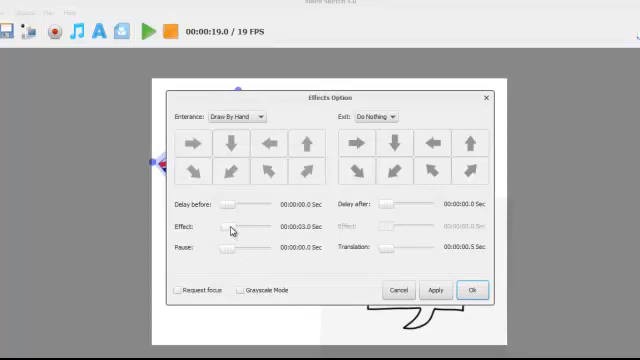 00:00:19.0 / 19 FPS
Effects Option
Enterance: Draw By Hand
Exit: Do Nothing
Delay before: 00:00:00.0 Sec
Delay after: 00:00:00.0 Sec
Effect: 00:00:03.0 Sec
Effect: 00:00:00.0 Sec
Pause: 00:00:00.0 Sec
Translation: 00:00:00.5 Sec
Request focus
Grayscale Mode
Cancel
Apply
Ok